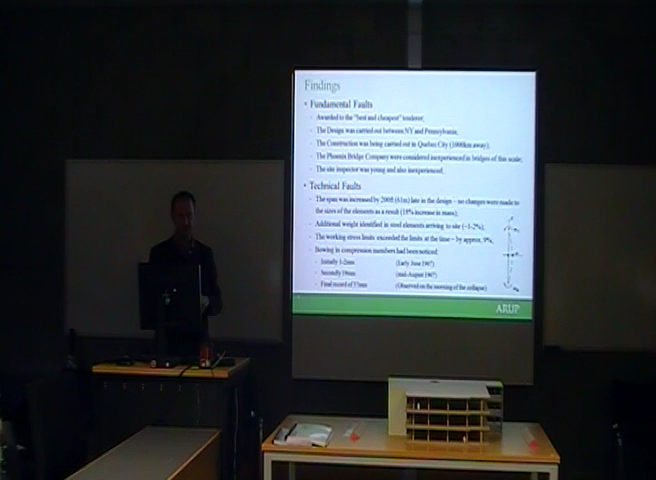 Findings
• Fundamental Faults
- Awarded to the "best and cheapest" tenderer;
- The Design was carried out between NY and Pennsylvania;
- The Construction was being carried out in Quebec City (1000km away);
- The Phoenix Bridge Company were considered inexperienced in bridges of this scale;
- The site inspector was young and also inexperienced;
• Technical Faults
- The span was increased by 200ft (61m) late in the design – no changes were made to
the sizes of the elements as a result (18% increase in mass);
- Additional weight identified in steel elements arriving to site (~1-2%);
- The working stress limits exceeded the limits at the time – by approx. 9%.
- Bowing in compression members had been noticed:
- Initially 1-2mm (Early June 1907)
- Secondly 19mm (mid-August 1907)
- Final record of 57mm (Observed on the morning of the collapse)
ARUP